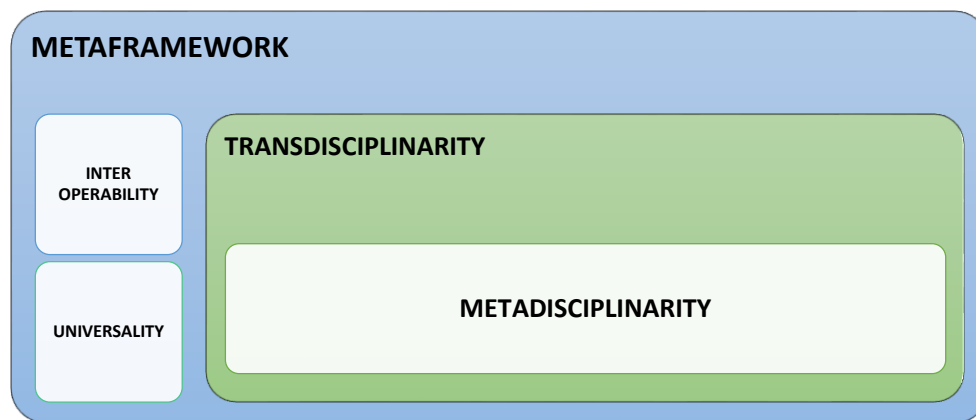 METAFRAMEWORK
INTER
OPERABILITY
UNIVERSALITY
TRANSDISCIPLINARITY
METADISCIPLINARITY